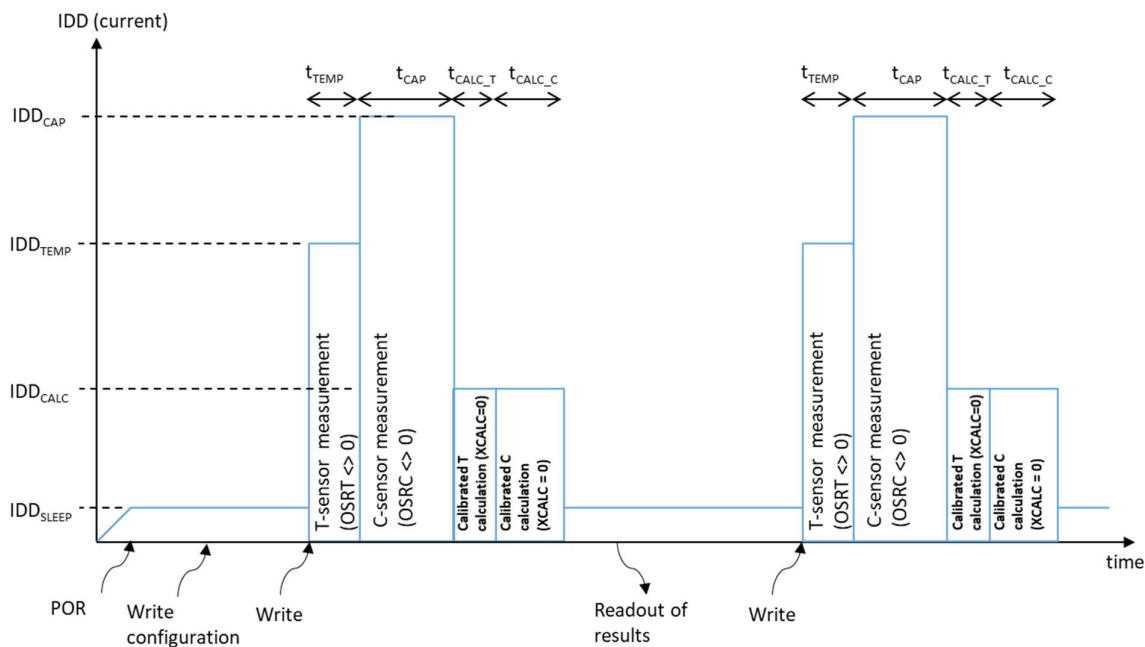 IDD (current)
tTEMP
tCAP
tCALC_T
tCALC_C
tTEMP
tCAP
tCALC_T
tCALC_C
IDDCAP
IDDTEMP
IDDCALC
IDDSLEEP
T-sensor measurement
(OSRT <> 0)
C-sensor measurement
(OSRC <> 0)
Calibrated T
calculation (XCALC=0)
Calibrated C
calculation
(XCALC = 0)
T-sensor measurement
(OSRT <> 0)
C-sensor measurement
(OSRC <> 0)
Calibrated T
calculation (XCALC=0)
Calibrated C
calculation
(XCALC = 0)
time
POR
Write
configuration
Write
Readout of
results
Write